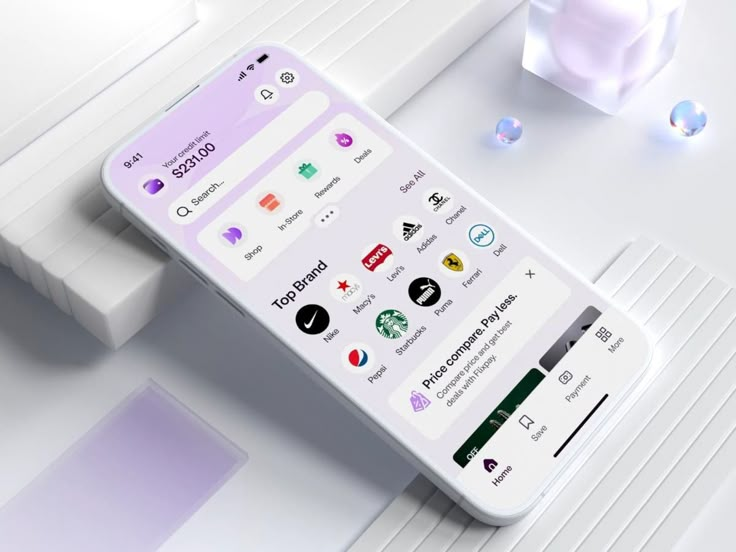 9:41
Your credit limit
$231.00
Search...
Shop
In-Store
Rewards
Deals
Top Brand
See All
Nike
★macy's
Macy's
LEVI'S
Levi's
adidas
Adidas
CHANEL
Chanel
Pepsi
Starbucks
PUMA
Puma
Ferrari
DELL
Dell
Price compare. Pay less.
Compare price and get best
deals with Flixpay.
OFF
Home
Save
Payment
More